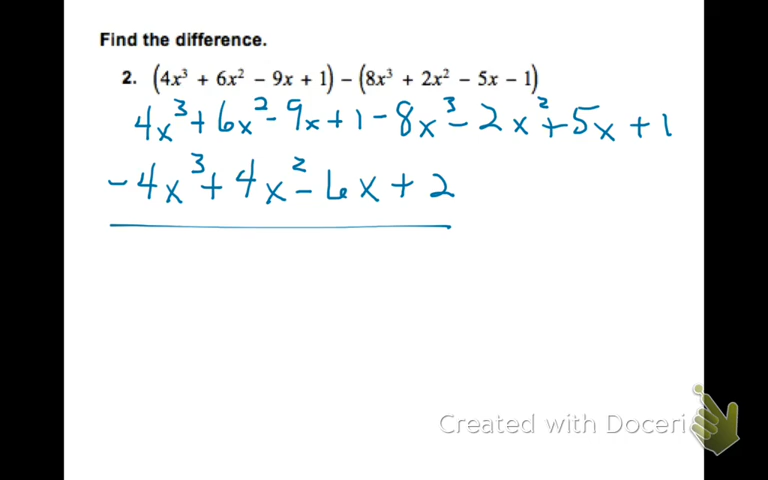 Find the difference.
2. (4x³ + 6x² − 9x + 1) − (8x³ + 2x² − 5x − 1)
4x³ + 6x² - 9x + 1 - 8x³ - 2x² + 5x + 1
- 4x³ + 4x² - 6x + 2
Created with Doceri